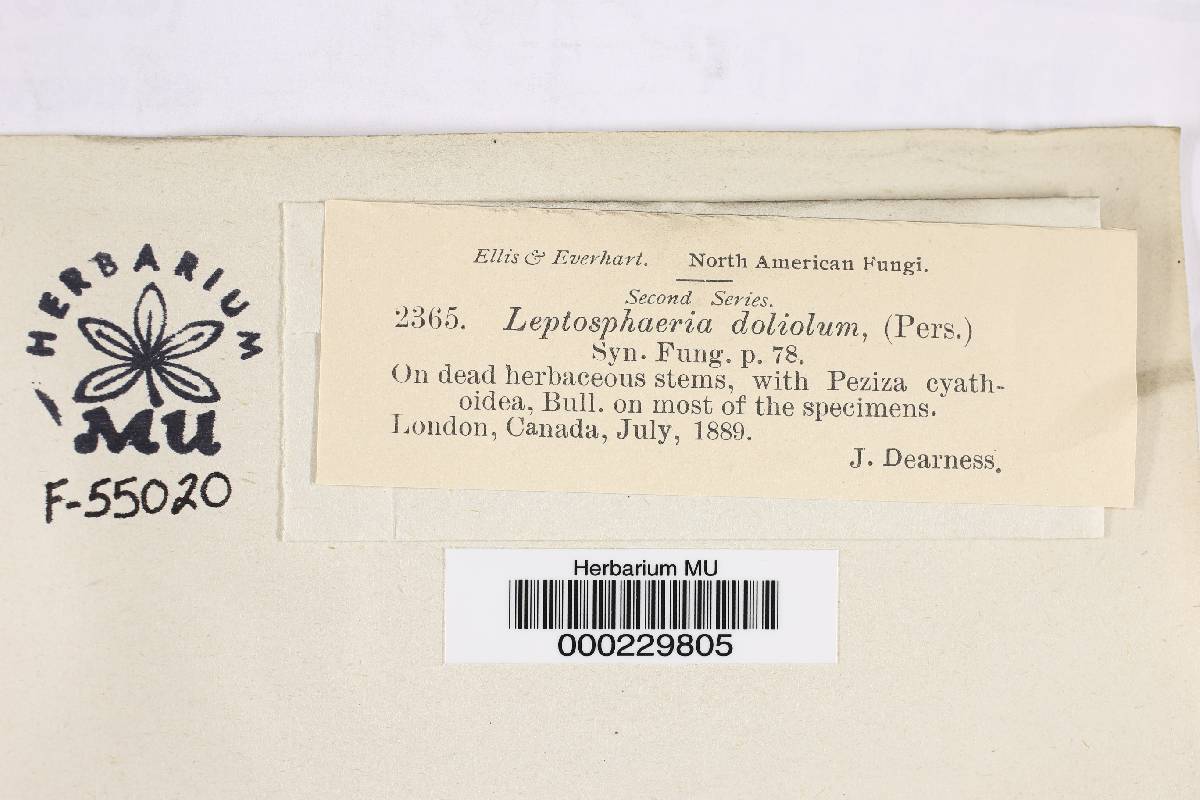 HERBARIUM
MU
F-55020
Ellis & Everhart. North American Fungi.
Second Series.
2365. Leptosphaeria doliolum, (Pers.)
Syn. Fung. p. 78.
On dead herbaceous stems, with Peziza cyath-
oidea, Bull. on most of the specimens.
London, Canada, July, 1889.
J. Dearness.
Herbarium MU
000229805